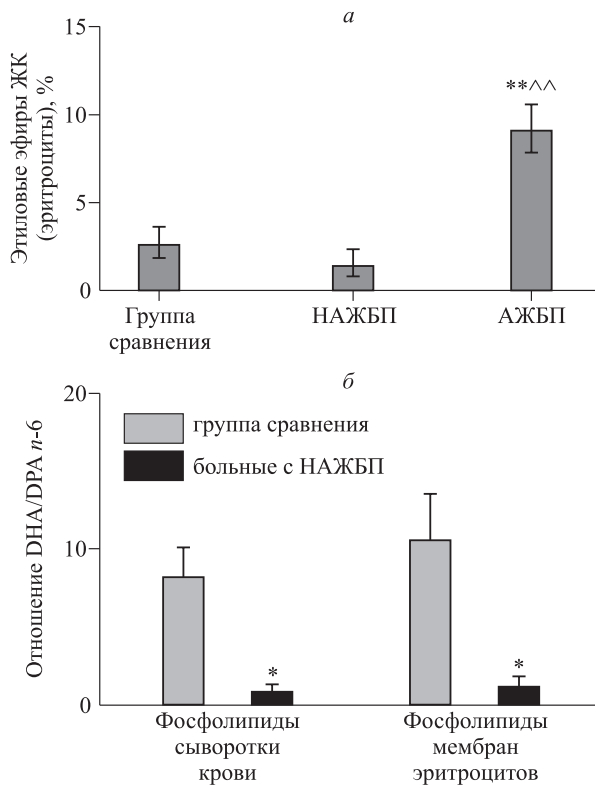 а
15
10
5
0
Этиловые эфиры ЖК
(эритроциты), %
**^^
Группа
сравнения
НАЖБП
АЖБП
б
20
10
0
Отношение DHA/DPA n-6
группа сравнения
больные с НАЖБП
*
*
Фосфолипиды
сыворотки
крови
Фосфолипиды
мембран
эритроцитов